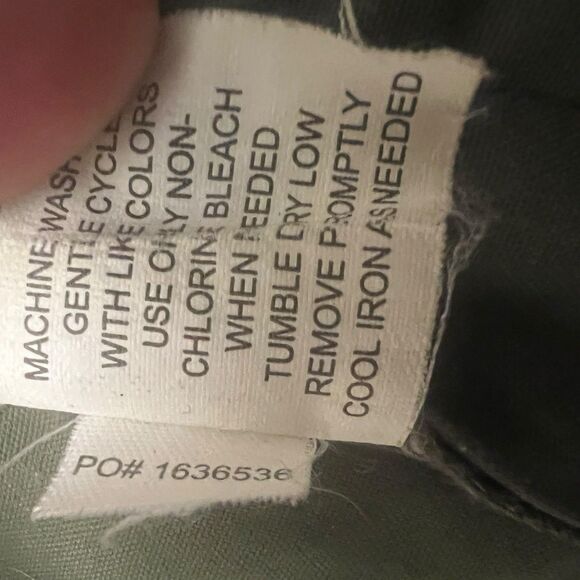 MACHINE WASH
GENTLE CYCLE
WITH LIKE COLORS
USE ONLY NON-
CHLORINE BLEACH
WHEN NEEDED
TUMBLE DRY LOW
REMOVE PROMPTLY
COOL IRON AS NEEDED
PO# 1636536